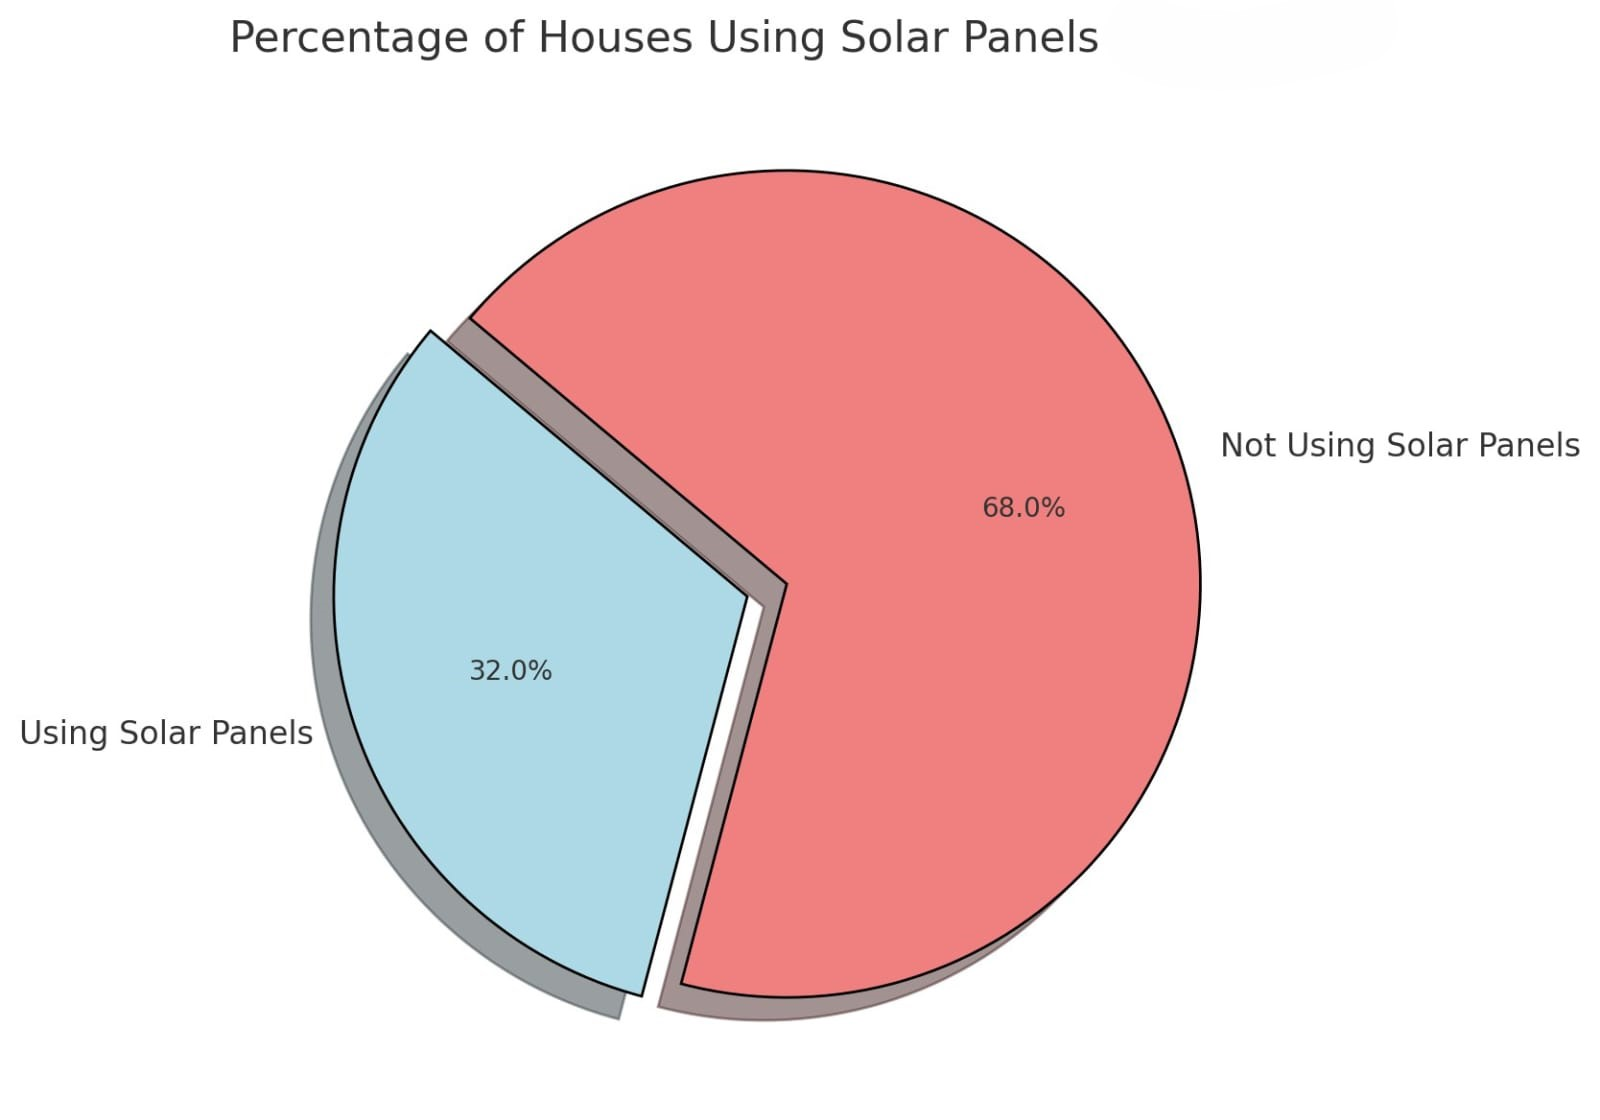 Percentage of Houses Using Solar Panels
Not Using Solar Panels
68.0%
32.0%
Using Solar Panels